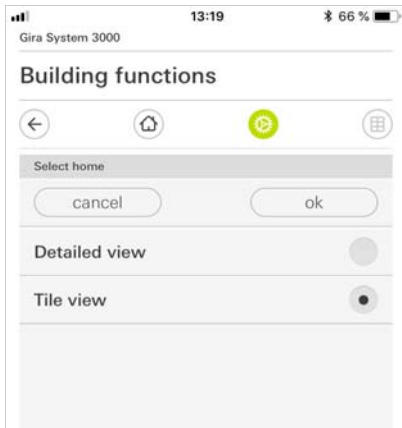 13:19 66 %
Gira System 3000
Building functions
Select home
cancel ok
Detailed view
Tile view